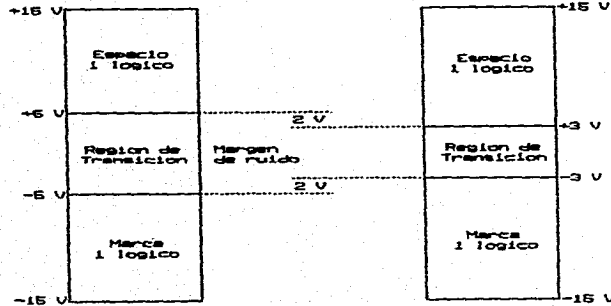 +15 V
Espacio
1 logico
+5 V
Region de
Transicion
-5 V
Marca
1 logico
-15 V
2 V
Margen
de ruido
2 V
+15 V
Espacio
1 logico
+3 V
Region de
Transicion
-3 V
Marca
1 logico
-15 V